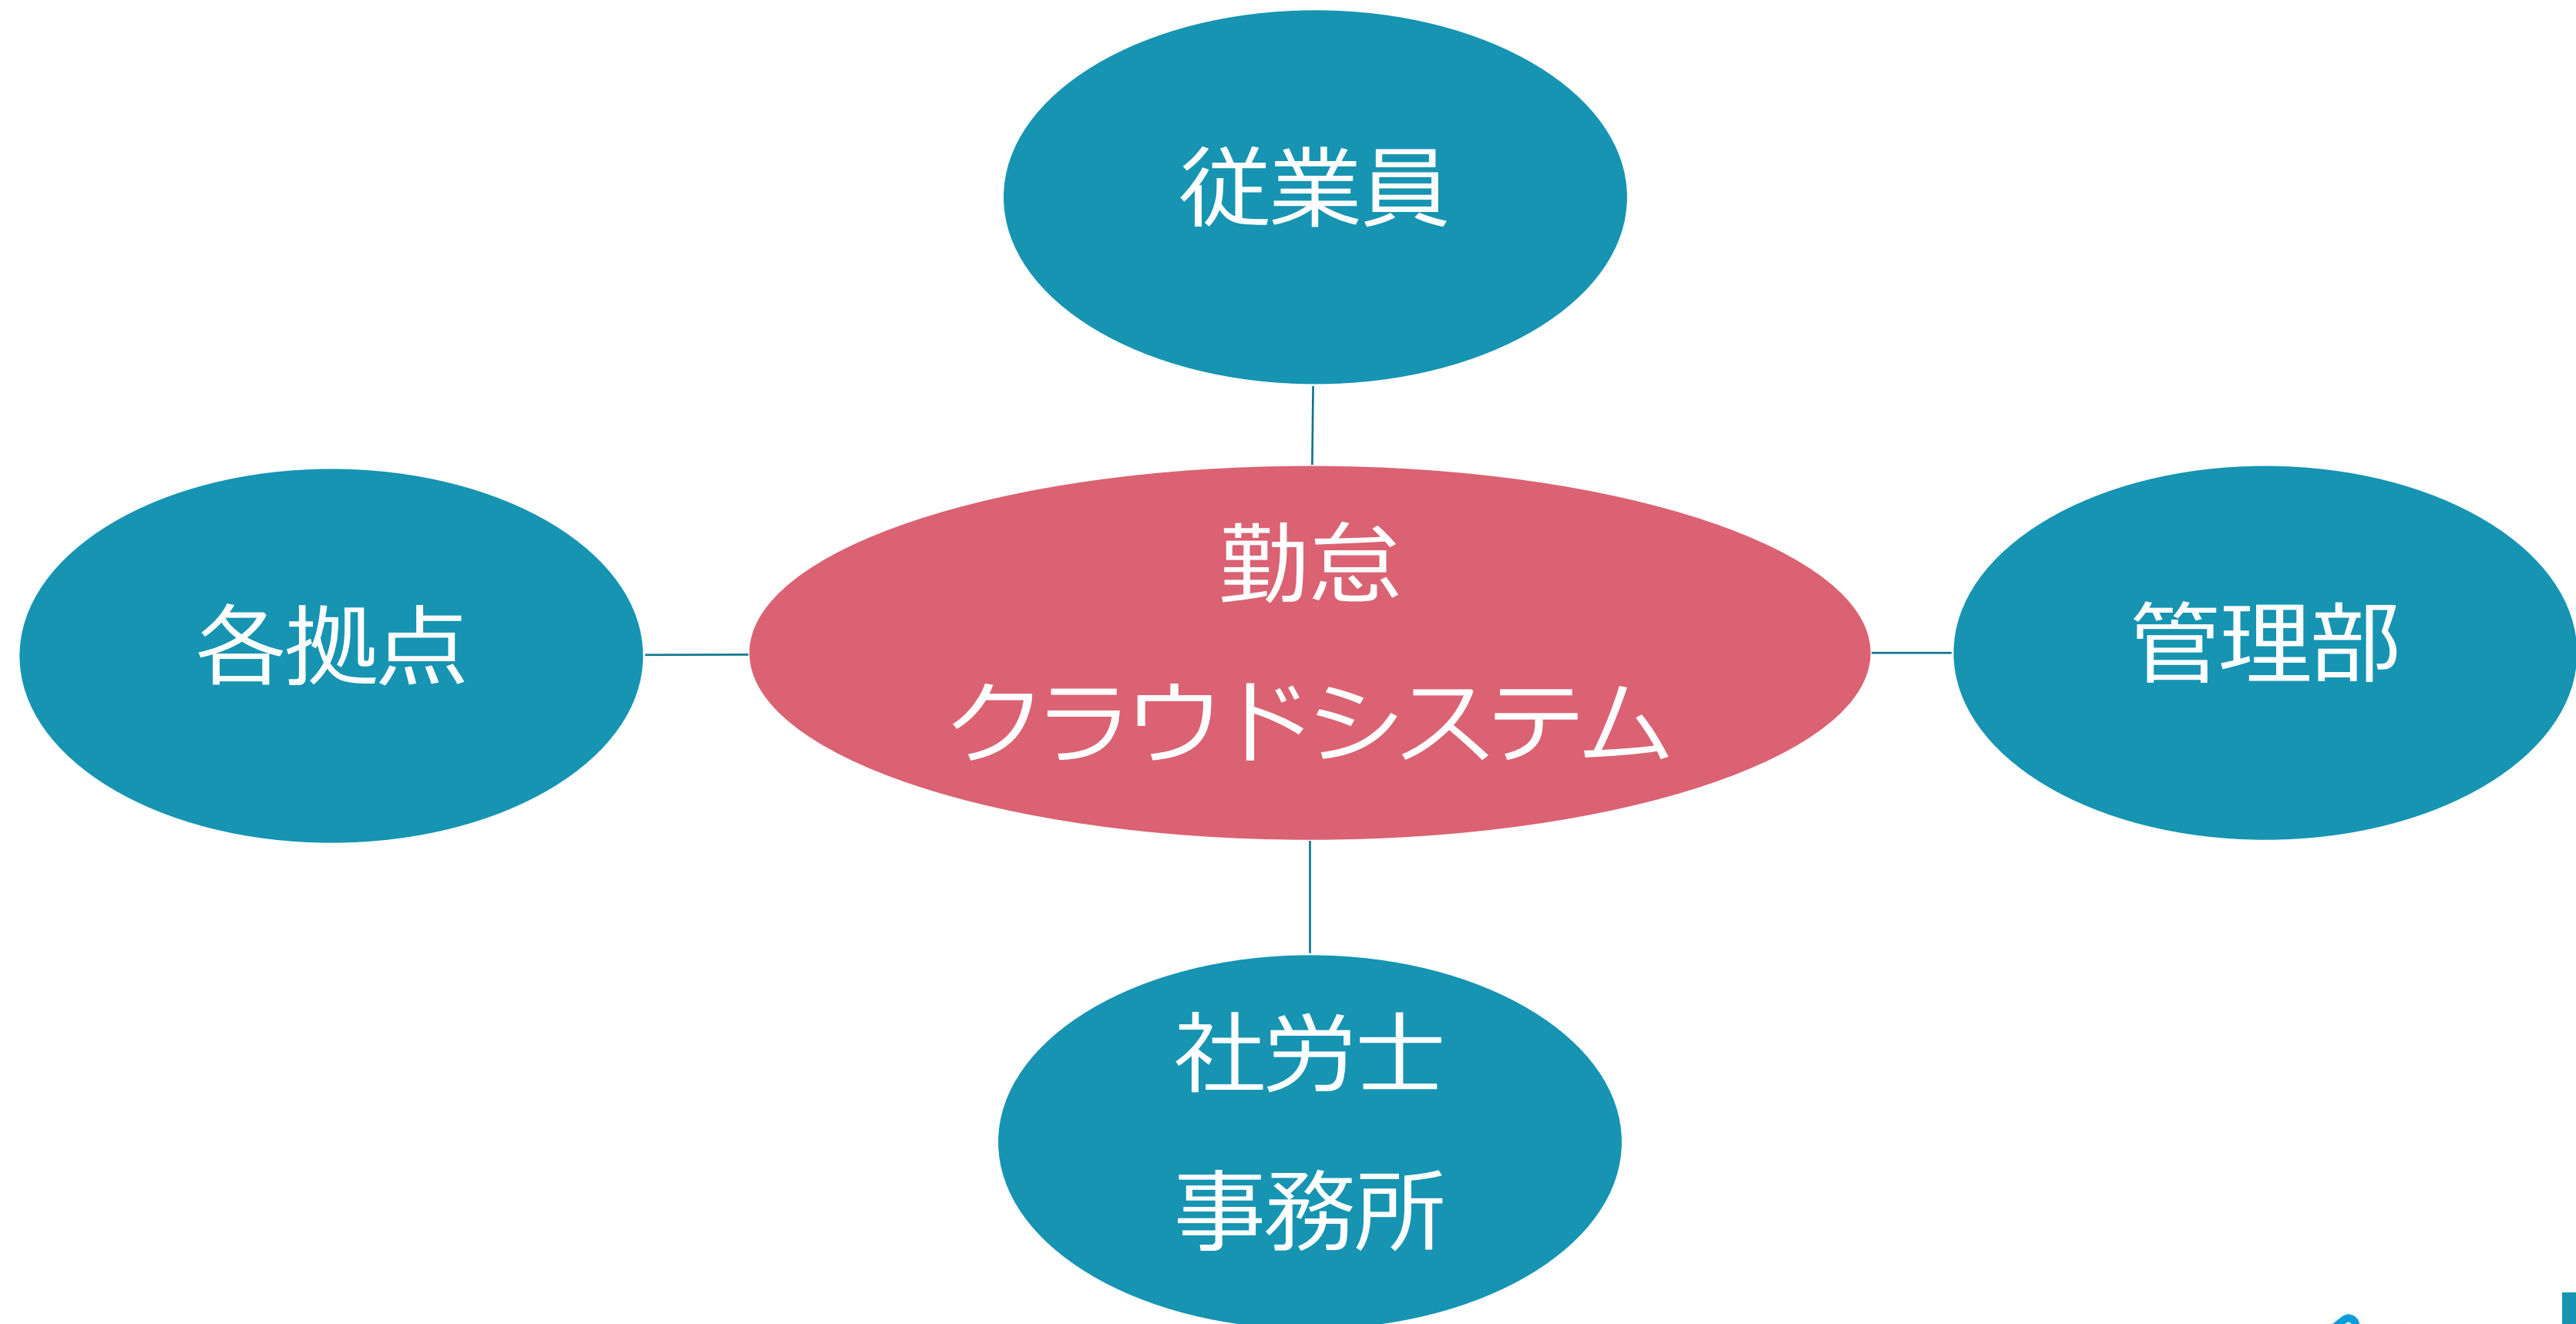 従業員
各拠点
勤怠
クラウドシステム
管理部
社労士
事務所